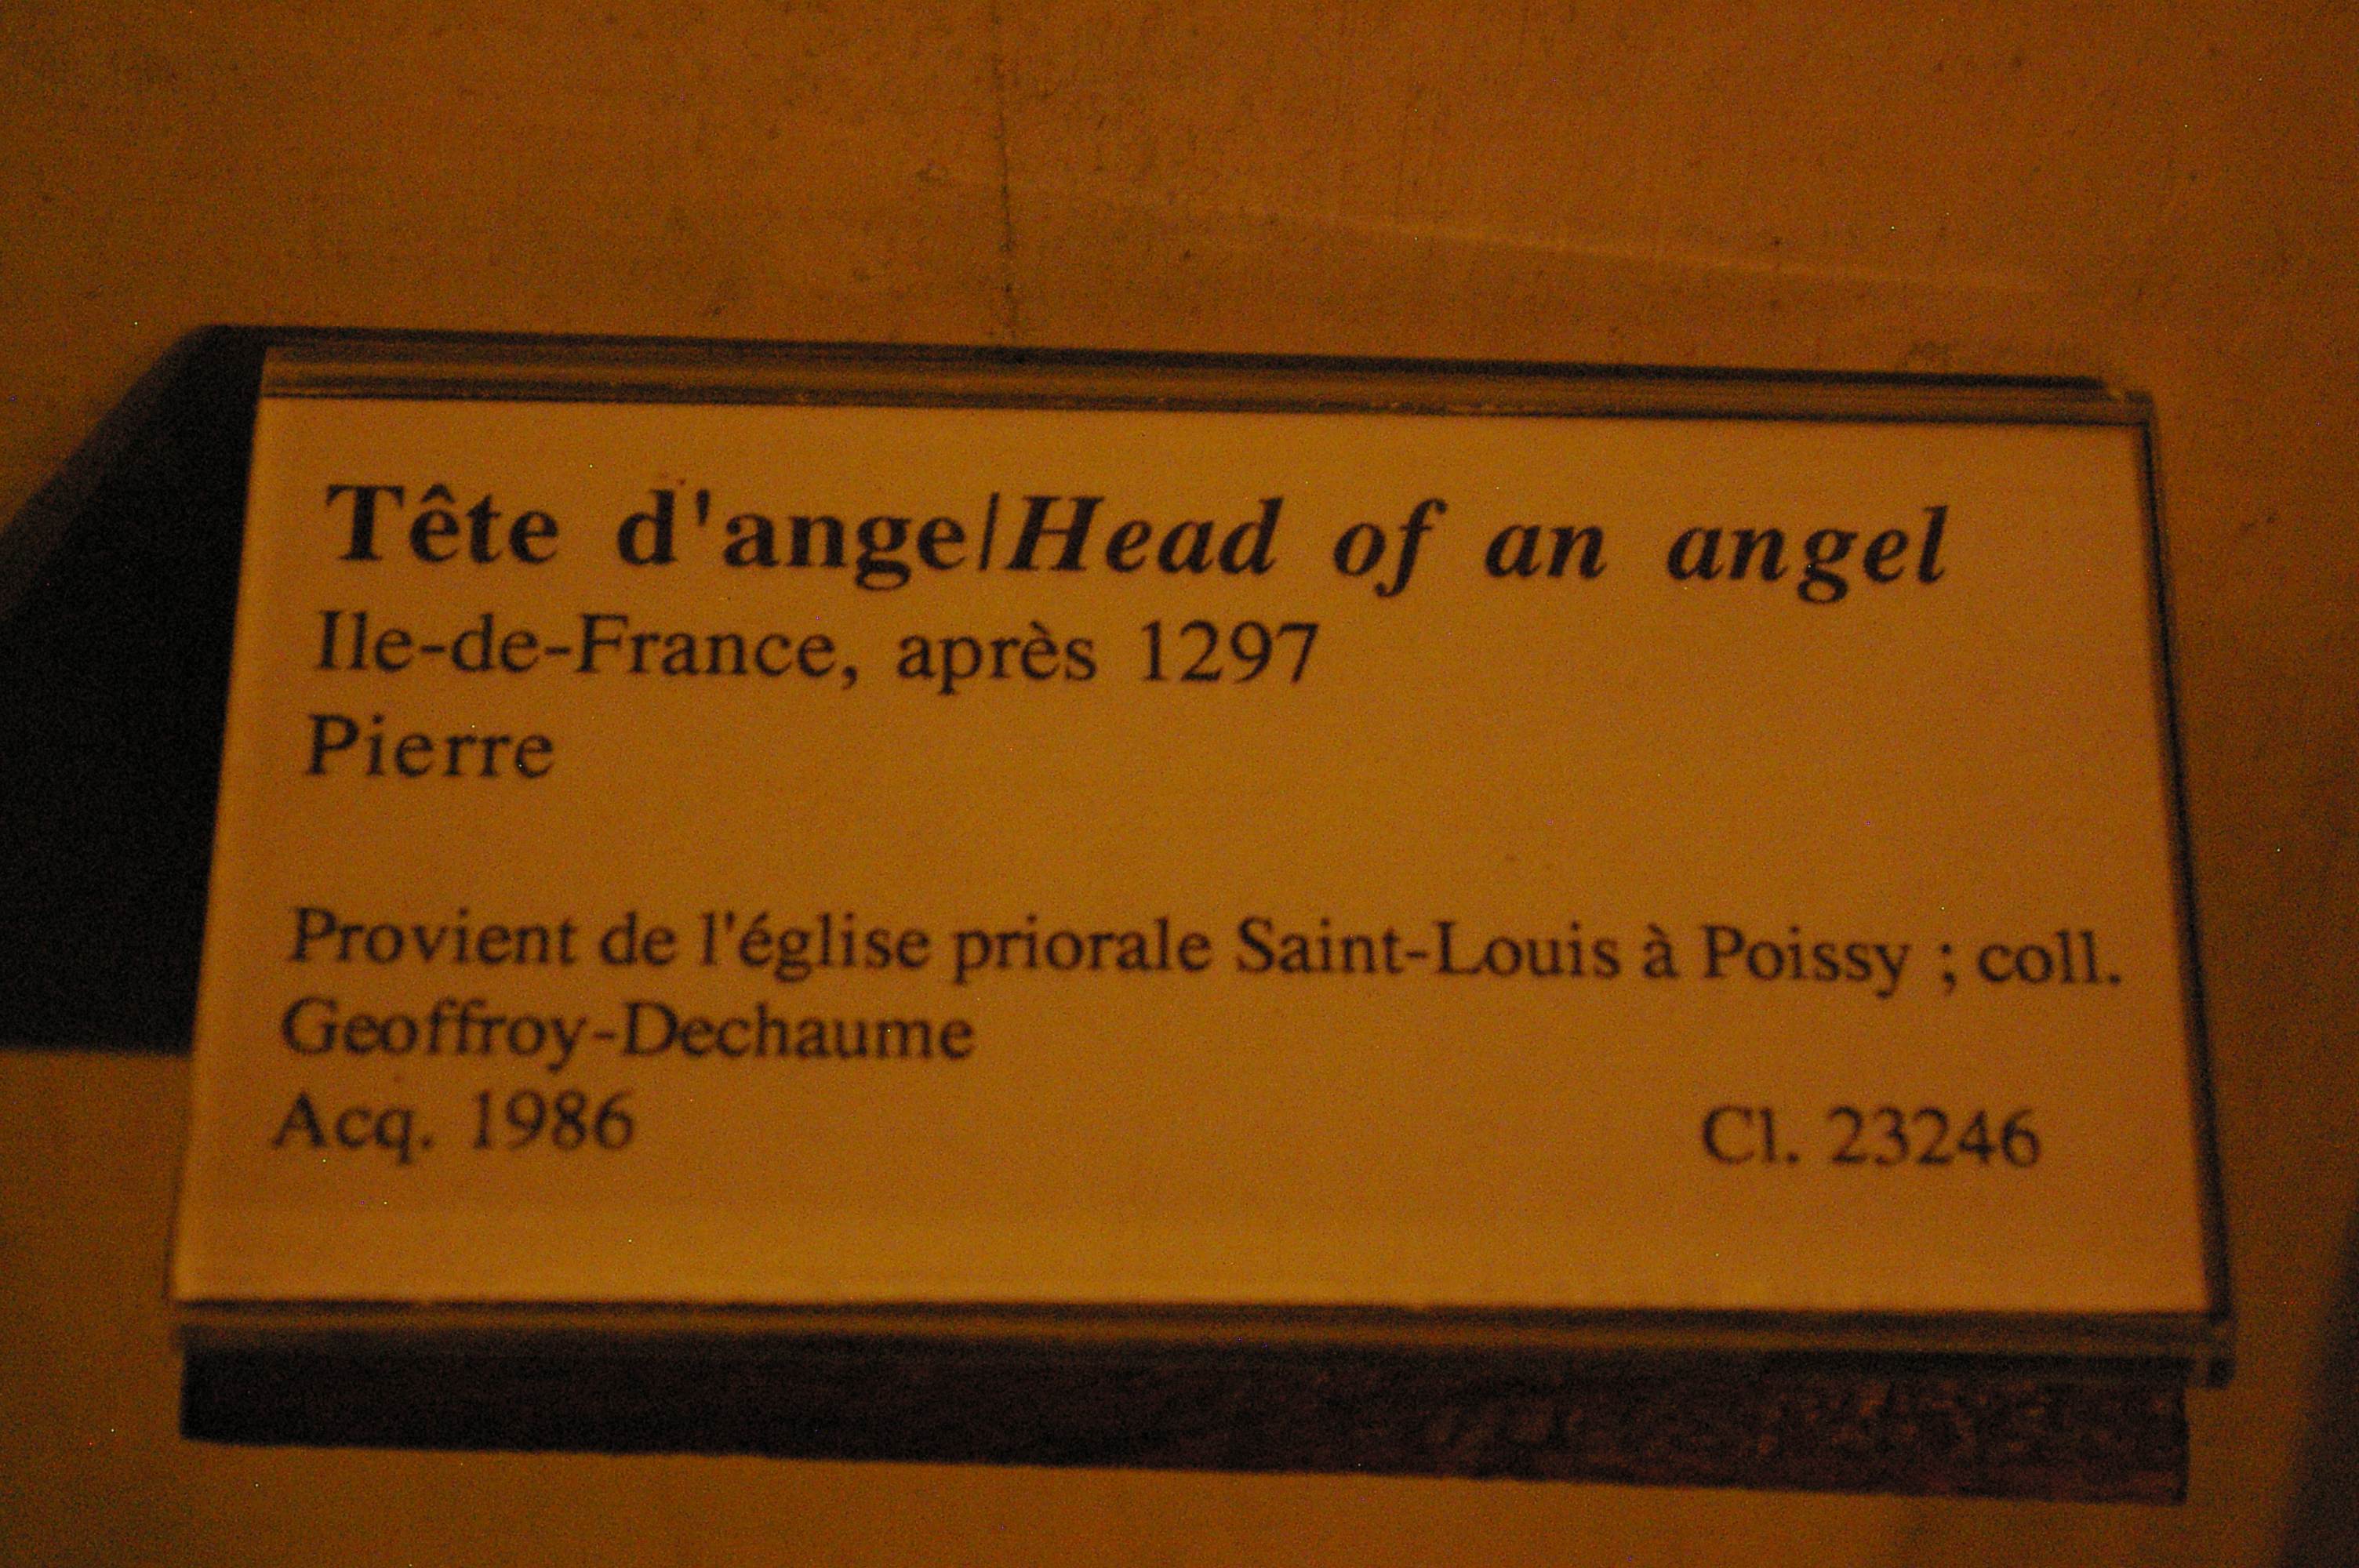 Tête d'ange/Head of an angel
Ile-de-France, après 1297
Pierre
Provient de l'église priorale Saint-Louis à Poissy ; coll.
Geoffroy-Dechaume
Acq. 1986 Cl. 23246